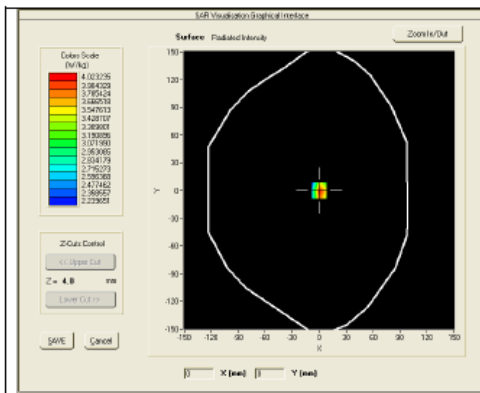 SAR Visualisation Graphical Interface
Surface Radiated Intensity
Zoom In/Out
Colors Scale
(W/kg)
4.023235
3.904329
3.785424
3.666518
3.547613
3.428707
3.309801
3.190896
3.071990
2.953085
2.834179
2.715273
2.596368
2.477462
2.358557
2.239651
Z-Cuts Control
<< Upper Cut
Z = 4.0 mm
Lower Cut >>
SAVE Cancel
150
120
90
60
30
0
-30
-60
-90
-120
-150
Y
-150 -120 -90 -60 -30 0 30 60 90 120 150
X
0 X (mm) 0 Y (mm)